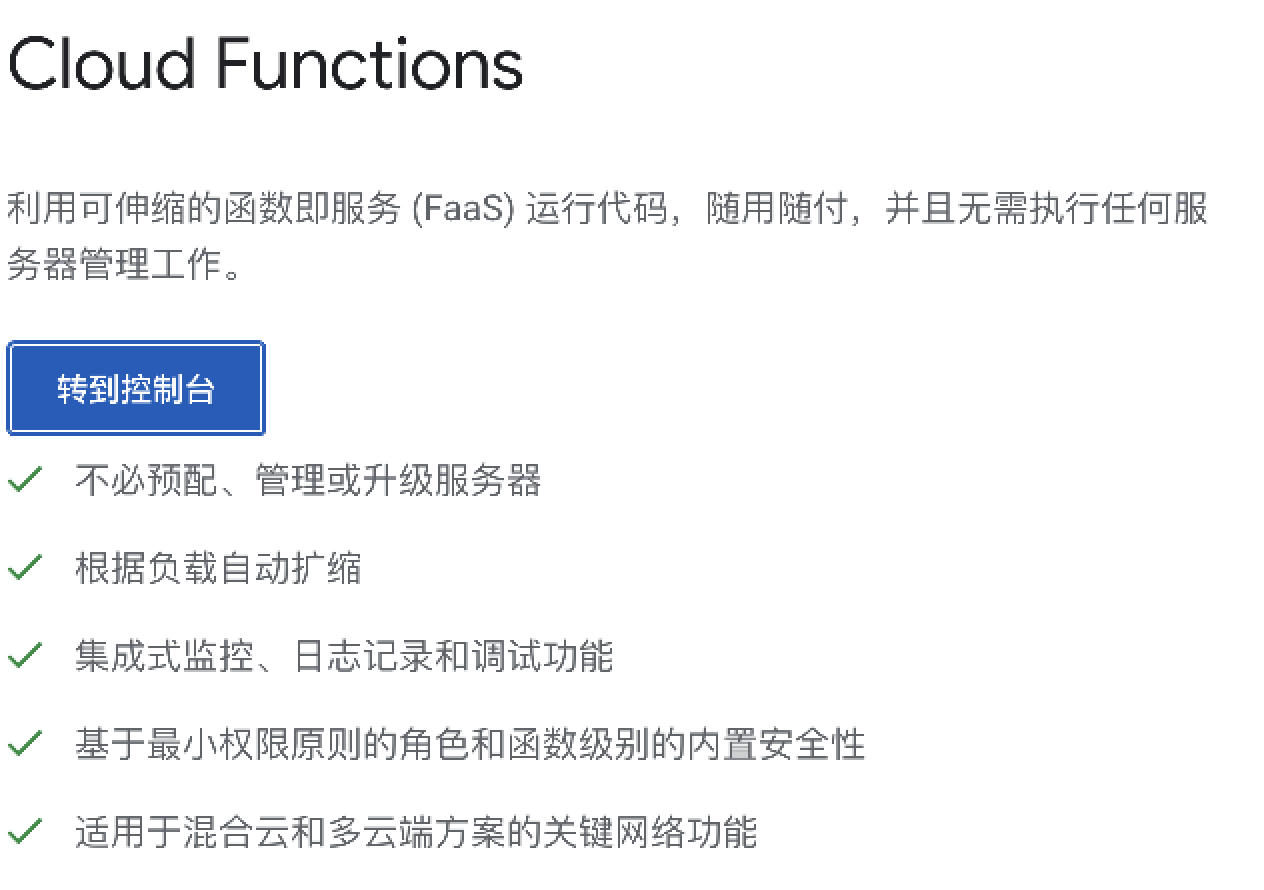 Cloud Functions
利用可伸缩的函数即服务 (FaaS) 运行代码，随用随付，并且无需执行任何服
务器管理工作。
转到控制台
不必预配、管理或升级服务器
根据负载自动扩缩
集成式监控、日志记录和调试功能
基于最小权限原则的角色和函数级别的内置安全性
适用于混合云和多云端方案的关键网络功能